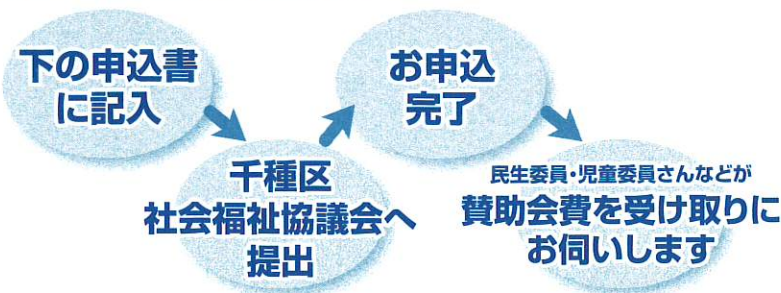 下の申込書
に記入
千種区
社会福祉協議会へ
提出
お申込
完了
民生委員・児童委員さんなどが
賛助会費を受け取りに
お伺いします